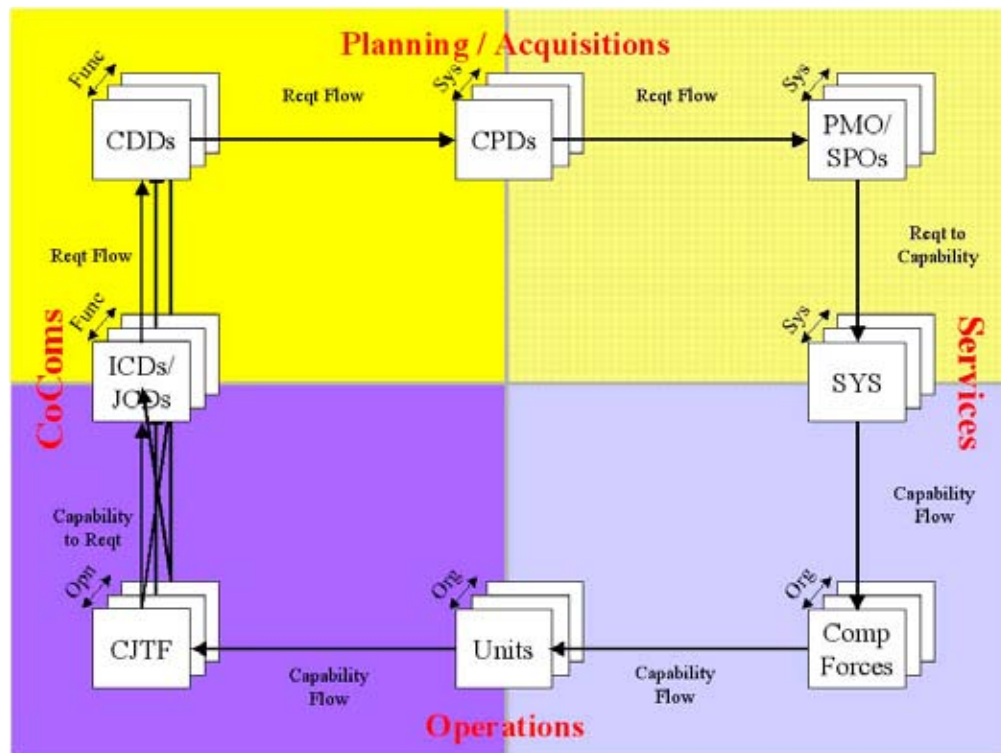 Planning / Acquisitions
Func
CDDs
Reqt Flow
Sys
CPDs
Reqt Flow
Sys
PMO/
SPOs
Reqt Flow
Reqt to
Capability
CoComs
Func
ICDs/
JODs
Sys
SYS
Services
Capability
to Reqt
Capability
Flow
Opn
CJTF
Capability
Flow
Org
Units
Capability
Flow
Org
Comp
Forces
Operations